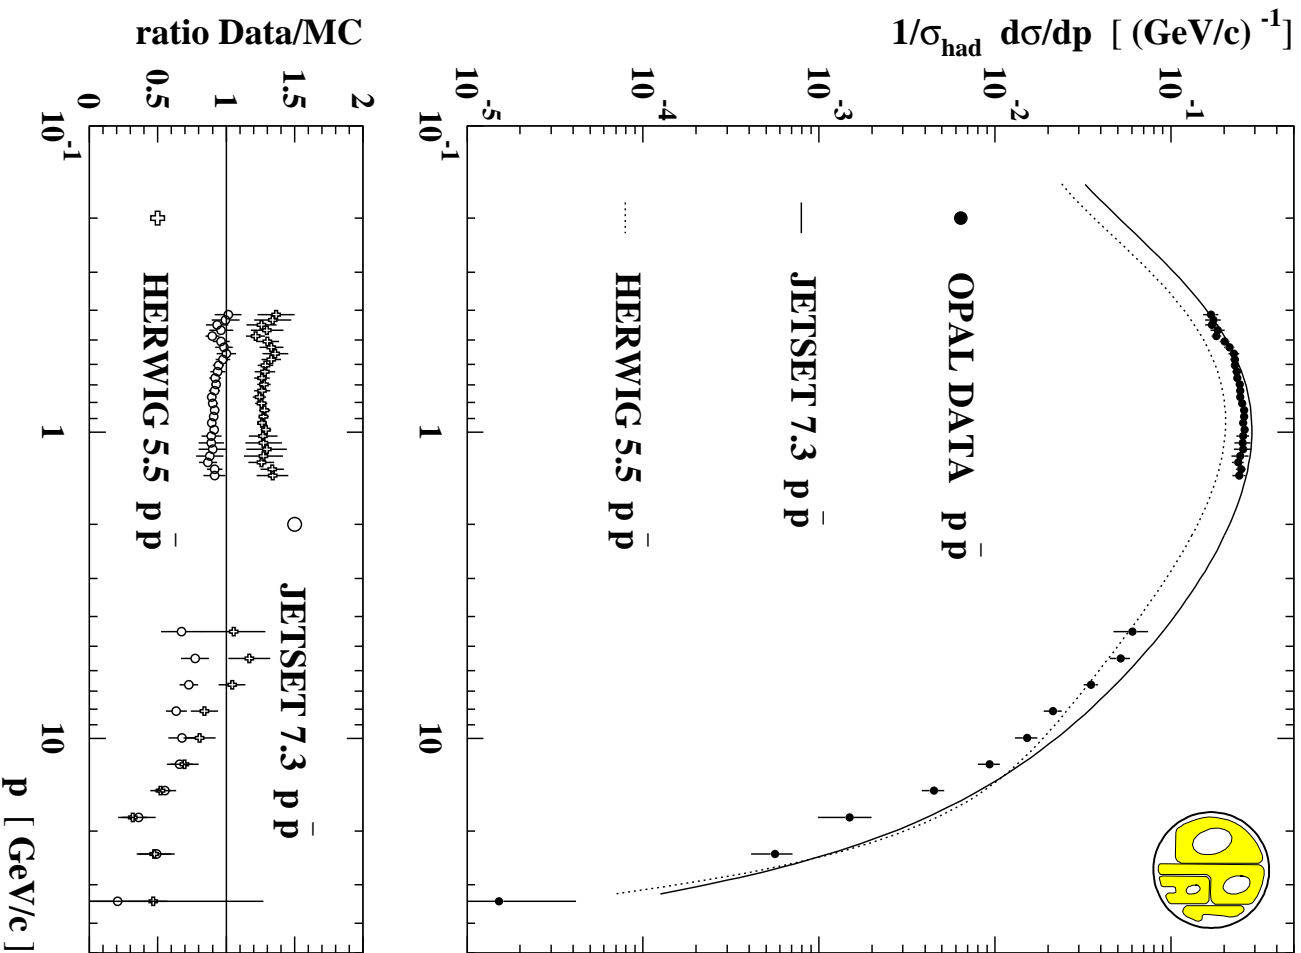 1/σhad dσ/dp [ (GeV/c) -1]
10 -1
10 -2
10 -3
10 -4
10 -5
OPAL DATA p p̄
JETSET 7.3 p p̄
HERWIG 5.5 p p̄
10 -1
1
10
ratio Data/MC
2
1.5
1
0.5
0
JETSET 7.3 p p̄
HERWIG 5.5 p p̄
10 -1
1
10
p [ GeV/c ]